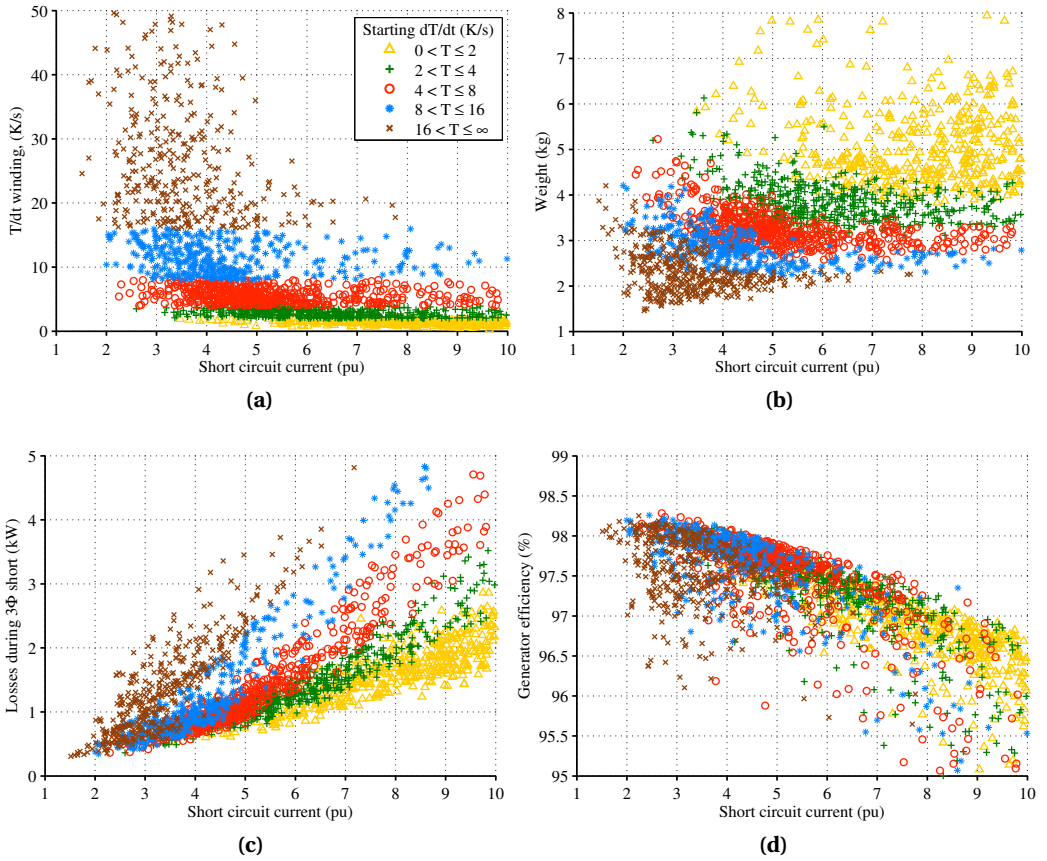 50
40
30
20
10
0
T/dt winding, (K/s)
1 2 3 4 5 6 7 8 9 10
Short circuit current (pu)
Starting dT/dt (K/s)
0 < T ≤ 2
2 < T ≤ 4
4 < T ≤ 8
8 < T ≤ 16
16 < T ≤ ∞
(a)
8
7
6
5
4
3
2
1
Weight (kg)
1 2 3 4 5 6 7 8 9 10
Short circuit current (pu)
(b)
5
4
3
2
1
0
Losses during 3Φ short (kW)
1 2 3 4 5 6 7 8 9 10
Short circuit current (pu)
(c)
99
98.5
98
97.5
97
96.5
96
95.5
95
Generator efficiency (%)
1 2 3 4 5 6 7 8 9 10
Short circuit current (pu)
(d)